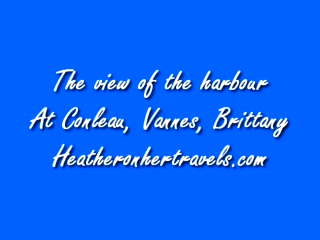 The view of the harbour
At Conleau, Vannes, Brittany
Heatheronhertravels.com